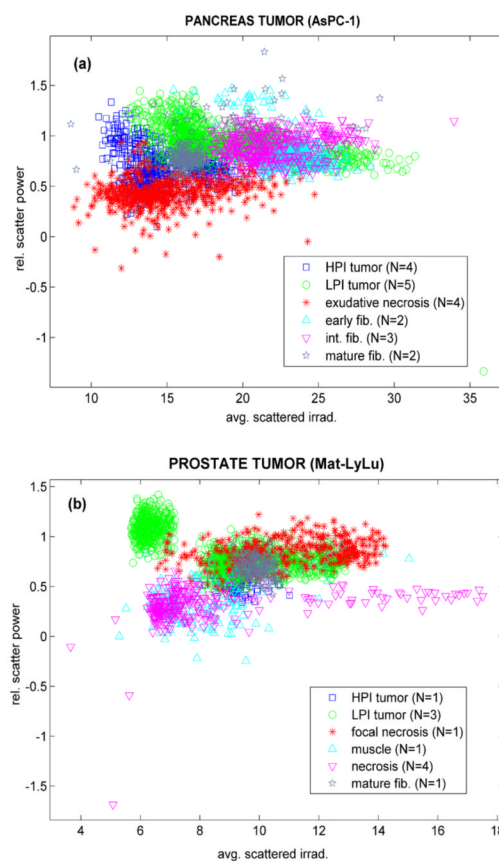 PANCREAS TUMOR (AsPC-1)
(a)
rel. scatter power
1.5
1
0.5
0
-0.5
-1
HPI tumor (N=4)
LPI tumor (N=5)
exudative necrosis (N=4)
early fib. (N=2)
int. fib. (N=3)
mature fib. (N=2)
10 15 20 25 30 35
avg. scattered irrad.
PROSTATE TUMOR (Mat-LyLu)
(b)
rel. scatter power
1.5
1
0.5
0
-0.5
-1
-1.5
HPI tumor (N=1)
LPI tumor (N=3)
focal necrosis (N=1)
muscle (N=1)
necrosis (N=4)
mature fib. (N=1)
4 6 8 10 12 14 16 18
avg. scattered irrad.